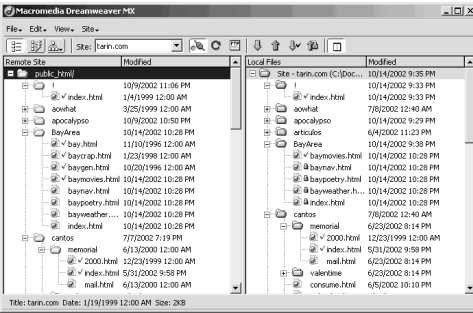 Macromedia Dreamweaver MX
File Edit View Site
Site: tarin.com
Remote Site Modified Local Files Modified
public_html/ Site - tarin.com (C:\Doc... 10/14/2002 9:35 PM
! 10/9/2002 11:06 PM ! 10/14/2002 9:33 PM
index.html 1/4/1999 12:00 AM index.html 10/14/2002 9:33 PM
aowhat 3/25/1999 12:00 AM aowhat 7/8/2002 12:40 AM
apocalypso 10/9/2002 10:50 PM apocalypso 10/14/2002 9:29 PM
BayArea 10/14/2002 10:28 PM articulos 6/4/2002 11:23 PM
bay.html 11/10/1996 12:00 AM BayArea 10/14/2002 9:38 PM
baycrap.html 1/23/1998 12:00 AM baymovies.html 10/14/2002 10:28 PM
baygen.html 10/20/1996 12:00 AM baynav.html 10/14/2002 10:28 PM
baymovies.html 10/14/2002 10:28 PM baypoetry.html 10/14/2002 10:28 PM
baynav.html 10/14/2002 10:28 PM bayweather.h... 10/14/2002 10:28 PM
baypoetry.html 10/14/2002 10:28 PM index.html 10/14/2002 10:28 PM
bayweather.... 10/14/2002 10:28 PM cantos 7/8/2002 12:40 AM
index.html 10/14/2002 10:28 PM memorial 6/23/2002 8:14 PM
cantos 7/7/2002 7:19 PM 2000.html 12/23/1999 12:00 AM
memorial 6/13/2000 12:00 AM index.html 5/31/2002 9:58 PM
2000.html 12/23/1999 12:00 AM mail.html 6/23/2002 8:14 PM
index.html 5/31/2002 9:58 PM valentime 6/23/2002 8:14 PM
mail.html 6/13/2000 12:00 AM consume.html 6/5/2002 10:10 PM
Title: tarin.com Date: 1/19/1999 12:00 AM Size: 2KB